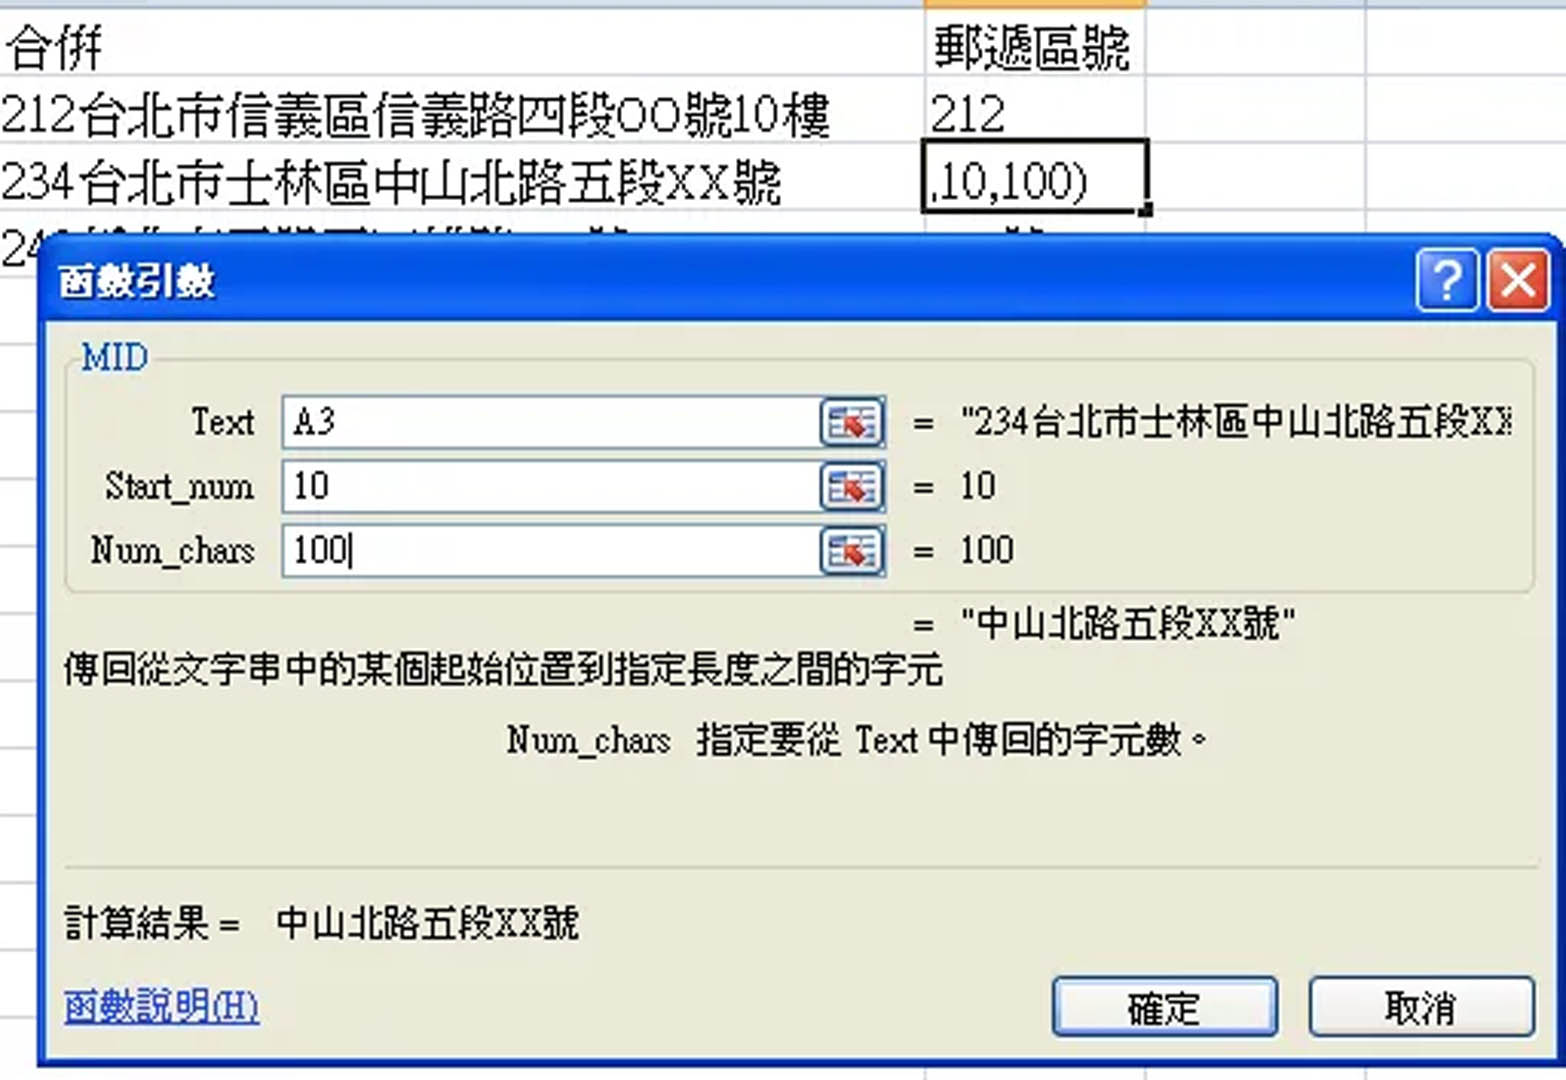 合倂
郵遞區號
212台北市信義區信義路四段OO號10樓
212
234台北市士林區中山北路五段XX號
,10,100)
函數引數
MID
Text
A3
= "234台北市士林區中山北路五段XX
Start_num
10
= 10
Num_chars
100
= 100
= "中山北路五段XX號"
傳回從文字串中的某個起始位置到指定長度之間的字元
Num_chars 指定要從 Text 中傳回的字元數。
計算結果 = 中山北路五段XX號
函數說明(H)
確定
取消